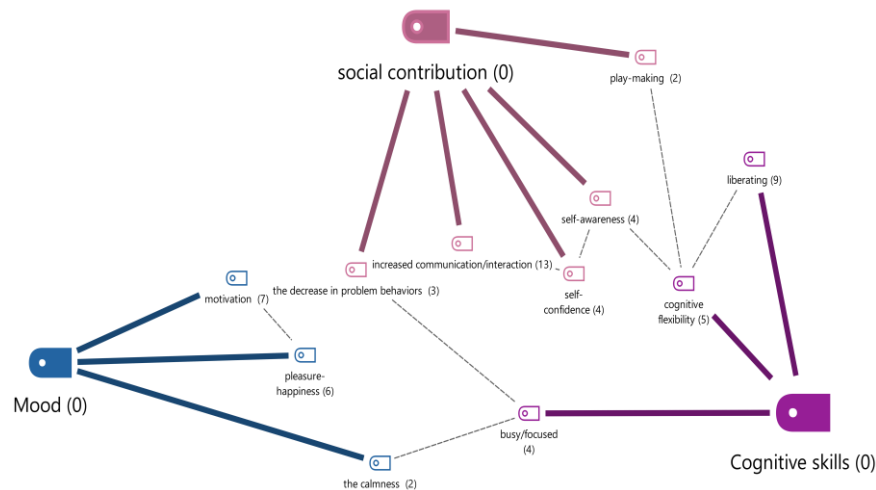 social contribution (0)
play-making (2)
liberating (9)
self-awareness (4)
increased communication/interaction (13)
the decrease in problem behaviors (3)
self-
confidence (4)
cognitive
flexibility (5)
motivation (7)
pleasure-
happiness (6)
Mood (0)
busy/focused
(4)
Cognitive skills (0)
the calmness (2)